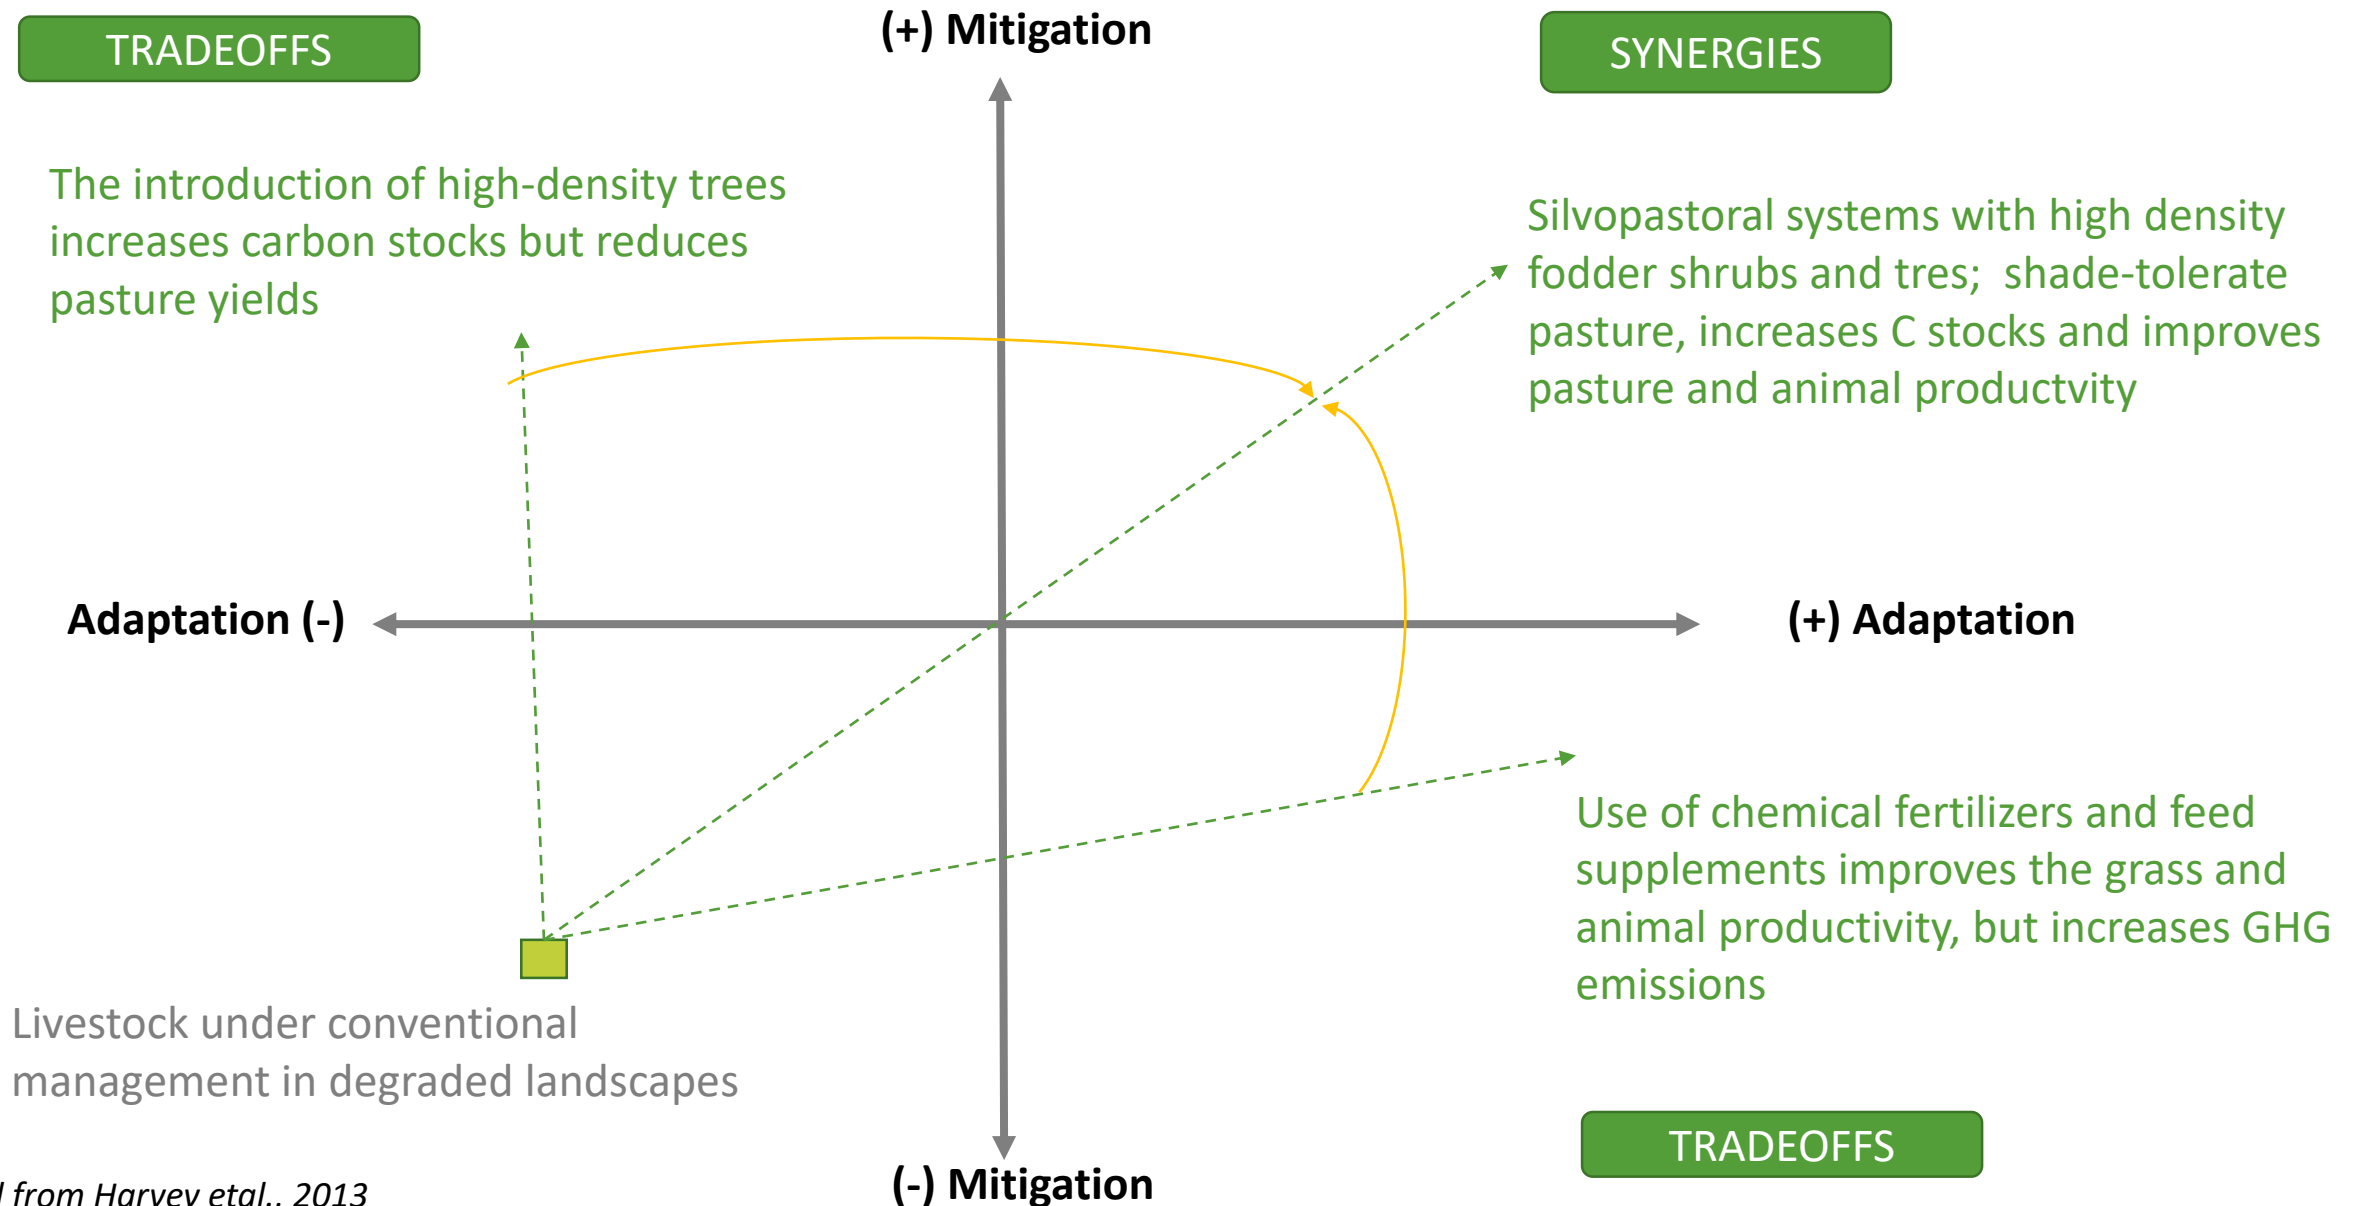 TRADEOFFS
(+) Mitigation
SYNERGIES
The introduction of high-density trees
increases carbon stocks but reduces
pasture yields
Silvopastoral systems with high density
fodder shrubs and tres; shade-tolerate
pasture, increases C stocks and improves
pasture and animal productvity
Adaptation (-)
(+) Adaptation
Use of chemical fertilizers and feed
supplements improves the grass and
animal productivity, but increases GHG
emissions
Livestock under conventional
management in degraded landscapes
TRADEOFFS
(-) Mitigation
from Harvey etal., 2013